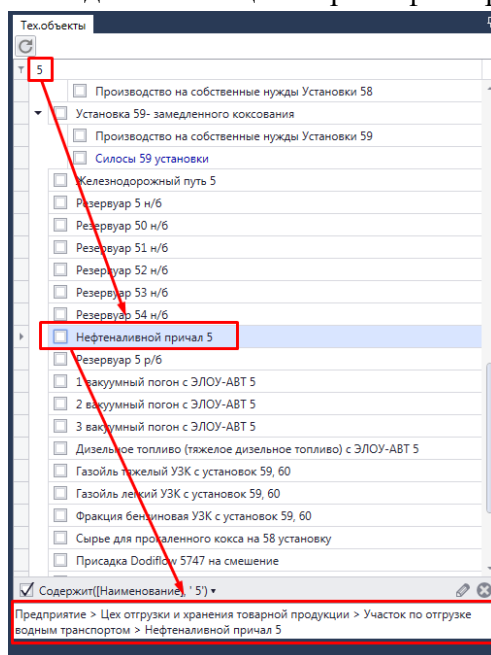 Тех.объекты
5
Производство на собственные нужды Установки 58
Установка 59- замедленного коксования
Производство на собственные нужды Установки 59
Силосы 59 установки
Железнодорожный путь 5
Резервуар 5 н/б
Резервуар 50 н/б
Резервуар 51 н/б
Резервуар 52 н/б
Резервуар 53 н/б
Резервуар 54 н/б
Нефтеналивной причал 5
Резервуар 5 р/б
1 вакуумный погон с ЭЛОУ-АВТ 5
2 вакуумный погон с ЭЛОУ-АВТ 5
3 вакуумный погон с ЭЛОУ-АВТ 5
Дизельное топливо (тяжелое дизельное топливо) с ЭЛОУ-АВТ 5
Газойль тяжелый УЗК с установок 59, 60
Газойль легкий УЗК с установок 59, 60
Фракция бензиновая УЗК с установок 59, 60
Сырье для прокаленного кокса на 58 установку
Присадка Dodiflow 5747 на смешение
Содержит([Наименование], ' 5')
Предприятие > Цех отгрузки и хранения товарной продукции > Участок по отгрузке
водным транспортом > Нефтеналивной причал 5